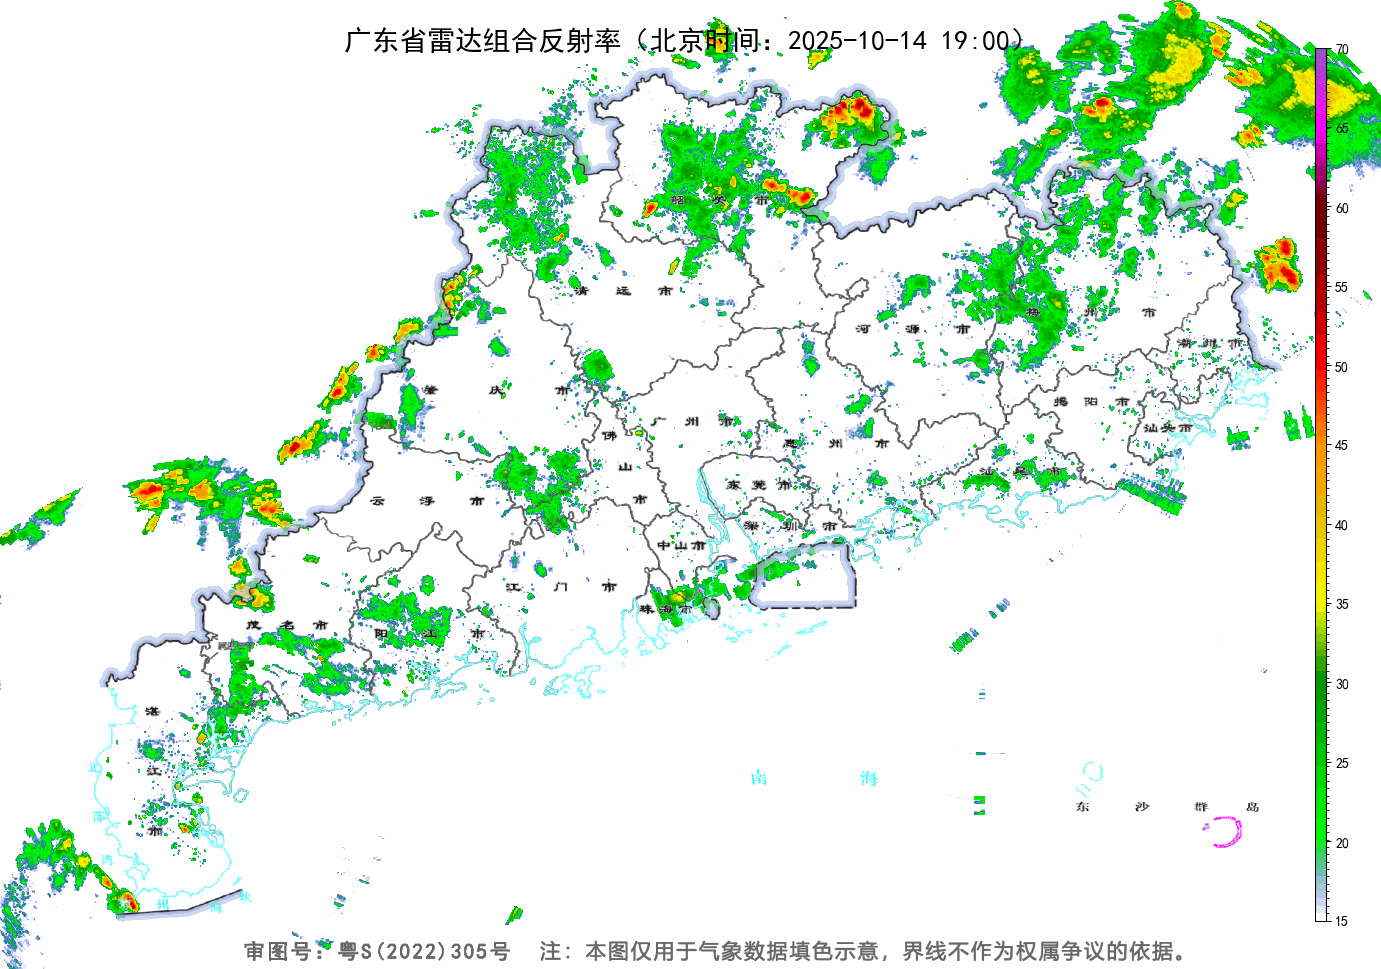 广东省雷达组合反射率（北京时间：2025-10-14 19:00）
70
65
60
55
50
45
40
35
30
25
20
15
韶 关 市
清 远 市
河 源 市
梅 州 市
潮 州 市
肇 庆 市
广 州 市
佛 山 市
惠 州 市
揭 阳 市
汕头市
云 浮 市
东 莞 市
汕 尾 市
深 圳 市
中山市
江 门 市
珠海市
茂 名 市
阳 江 市
湛 江 市
南 海
东 沙 群 岛
北 部 湾
州 海 峡
审图号：粤S(2022)305号 注：本图仅用于气象数据填色示意，界线不作为权属争议的依据。